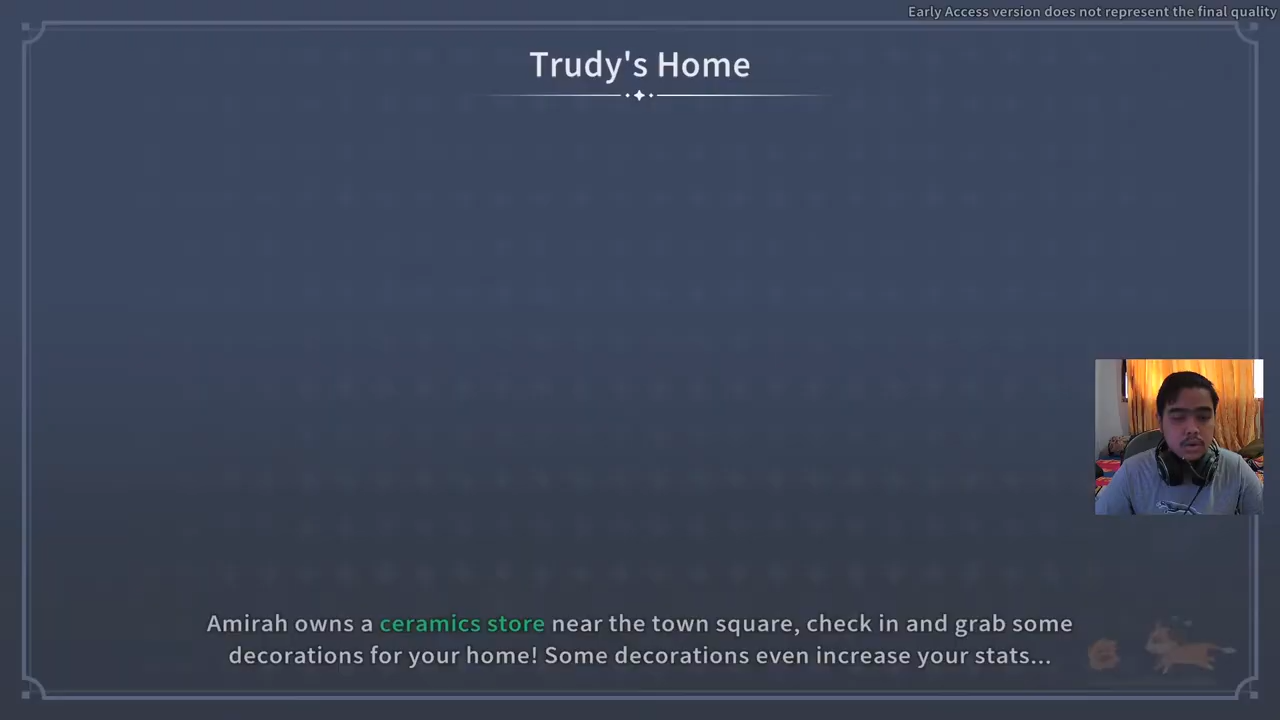 Early Access version does not represent the final quality
Trudy's Home
Amirah owns a ceramics store near the town square, check in and grab some
decorations for your home! Some decorations even increase your stats...